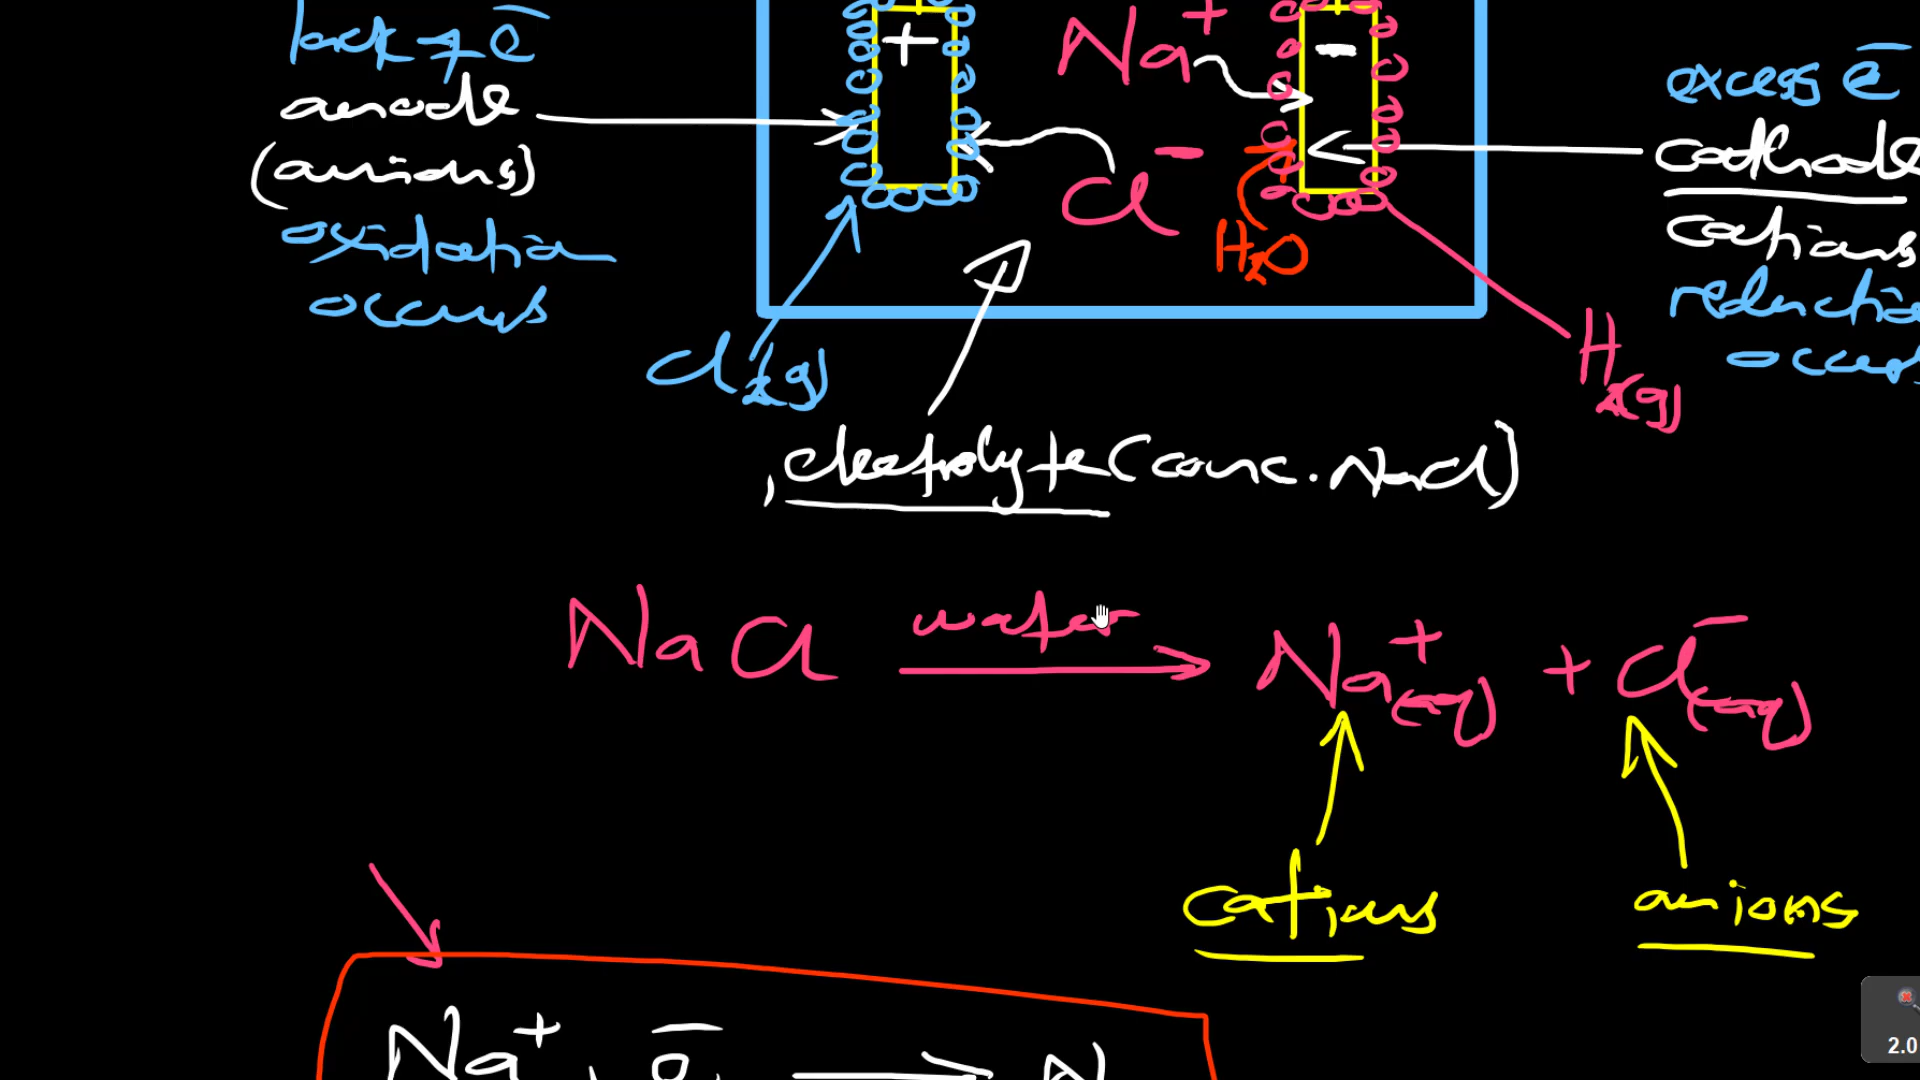 lack of e⁻
anode
(anions)
oxidation
occurs
+
Na⁺
Cl⁻
-
H₂O
excess e⁻
cathode
cations
reduction
occurs
Cl₂(g)
H₂(g)
electrolyte (conc. NaCl)
NaCl water → Na⁺(aq) + Cl⁻(aq)
cations anions
Na⁺ + e⁻ → N
2.0